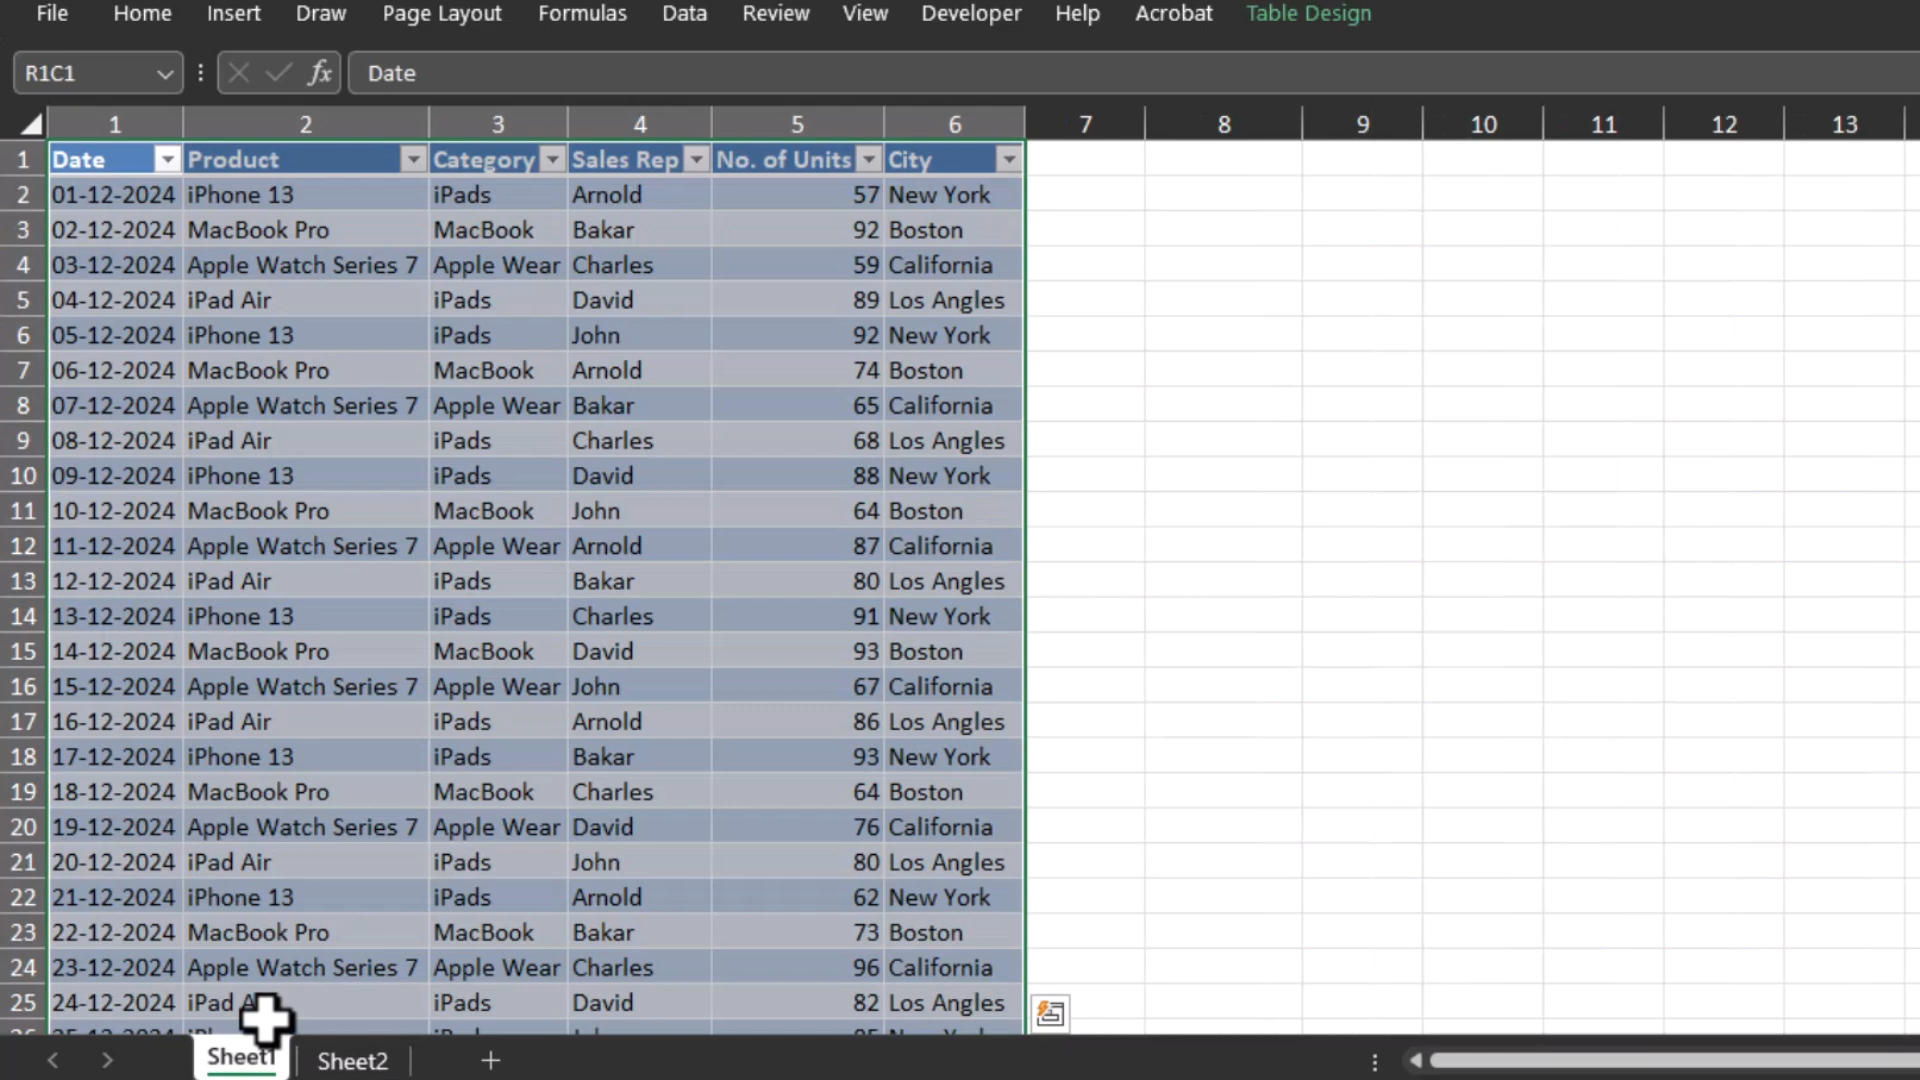 File Home Insert Draw Page Layout Formulas Data Review View Developer Help Acrobat Table Design
R1C1 fx Date
1 2 3 4 5 6 7 8 9 10 11 12 13
1 Date Product Category Sales Rep No. of Units City
2 01-12-2024 iPhone 13 iPads Arnold 57 New York
3 02-12-2024 MacBook Pro MacBook Bakar 92 Boston
4 03-12-2024 Apple Watch Series 7 Apple Wear Charles 59 California
5 04-12-2024 iPad Air iPads David 89 Los Angles
6 05-12-2024 iPhone 13 iPads John 92 New York
7 06-12-2024 MacBook Pro MacBook Arnold 74 Boston
8 07-12-2024 Apple Watch Series 7 Apple Wear Bakar 65 California
9 08-12-2024 iPad Air iPads Charles 68 Los Angles
10 09-12-2024 iPhone 13 iPads David 88 New York
11 10-12-2024 MacBook Pro MacBook John 64 Boston
12 11-12-2024 Apple Watch Series 7 Apple Wear Arnold 87 California
13 12-12-2024 iPad Air iPads Bakar 80 Los Angles
14 13-12-2024 iPhone 13 iPads Charles 91 New York
15 14-12-2024 MacBook Pro MacBook David 93 Boston
16 15-12-2024 Apple Watch Series 7 Apple Wear John 67 California
17 16-12-2024 iPad Air iPads Arnold 86 Los Angles
18 17-12-2024 iPhone 13 iPads Bakar 93 New York
19 18-12-2024 MacBook Pro MacBook Charles 64 Boston
20 19-12-2024 Apple Watch Series 7 Apple Wear David 76 California
21 20-12-2024 iPad Air iPads John 80 Los Angles
22 21-12-2024 iPhone 13 iPads Arnold 62 New York
23 22-12-2024 MacBook Pro MacBook Bakar 73 Boston
24 23-12-2024 Apple Watch Series 7 Apple Wear Charles 96 California
25 24-12-2024 iPad iPads David 82 Los Angles
Sheet1 Sheet2